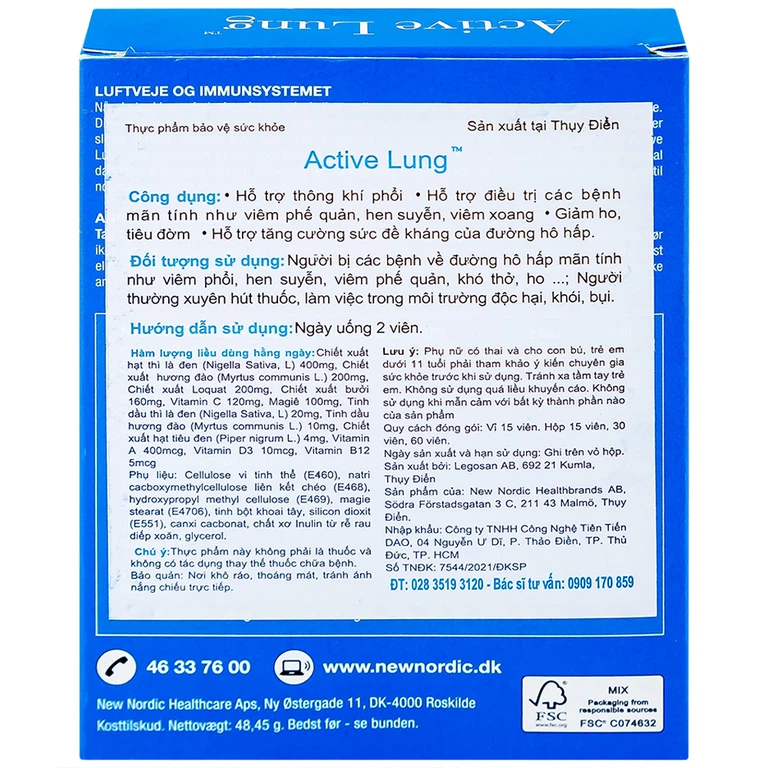 Active Lung™
LUFTVEJE OG IMMUNSYSTEMET
Thực phẩm bảo vệ sức khỏe
Sản xuất tại Thụy Điển
Active Lung™
Công dụng: • Hỗ trợ thông khí phổi • Hỗ trợ điều trị các bệnh
mãn tính như viêm phế quản, hen suyễn, viêm xoang • Giảm ho,
tiêu đờm • Hỗ trợ tăng cường sức đề kháng của đường hô hấp.
Đối tượng sử dụng: Người bị các bệnh về đường hô hấp mãn tính
như viêm phổi, hen suyễn, viêm phế quản, khó thở, ho ...; Người
thường xuyên hút thuốc, làm việc trong môi trường độc hại, khói, bụi.
Hướng dẫn sử dụng: Ngày uống 2 viên.
Hàm lượng liều dùng hằng ngày: Chiết xuất
hạt thì là đen (Nigella Sativa, L) 400mg, Chiết
xuất hương đào (Myrtus communis L.) 200mg,
Chiết xuất Loquat 200mg, Chiết xuất bưởi
160mg, Vitamin C 120mg, Magiê 100mg, Tinh
dầu thì là đen (Nigella Sativa, L) 20mg, Tinh dầu
hương đào (Myrtus communis L.) 10mg, Chiết
xuất hạt tiêu đen (Piper nigrum L.) 4mg, Vitamin
A 400mcg, Vitamin D3 10mcg, Vitamin B12
5mcg
Phụ liệu: Cellulose vi tinh thể (E460), natri
cacboxymethylcellulose liên kết chéo (E468),
hydroxypropyl methyl cellulose (E469), magie
stearat (E4706), tinh bột khoai tây, silicon dioxit
(E551), canxi cacbonat, chất xơ Inulin từ rễ rau
diếp xoăn, glycerol.
Chú ý: Thực phẩm này không phải là thuốc và
không có tác dụng thay thế thuốc chữa bệnh.
Bảo quản: Nơi khô ráo, thoáng mát, tránh ánh
nắng chiếu trực tiếp.
Lưu ý: Phụ nữ có thai và cho con bú, trẻ em
dưới 11 tuổi phải tham khảo ý kiến chuyên gia
sức khỏe trước khi sử dụng. Tránh xa tầm tay trẻ
em. Không sử dụng quá liều khuyến cáo. Không
sử dụng khi mẫn cảm với bất kỳ thành phần nào
của sản phẩm
Quy cách đóng gói: Vỉ 15 viên. Hộp 15 viên, 30
viên, 60 viên.
Ngày sản xuất và hạn sử dụng: Ghi trên vỏ hộp.
Sản xuất bởi: Legosan AB, 692 21 Kumla,
Thụy Điển
Sản phẩm của: New Nordic Healthbrands AB,
Södra Förstadsgatan 3 C, 211 43 Malmö, Thụy
Điển.
Nhập khẩu: Công ty TNHH Công Nghệ Tiên Tiến
DAO, 04 Nguyễn Ư Dĩ, P. Thảo Điền, TP. Thủ
Đức, TP. HCM
Số TNĐK: 7544/2021/ĐKSP
ĐT: 028 3519 3120 - Bác sĩ tư vấn: 0909 170 859
46 33 76 00
www.newnordic.dk
New Nordic Healthcare Aps, Ny Østergade 11, DK-4000 Roskilde
Kosttilskud. Nettovægt: 48,45 g. Bedst før - se bunden.
FSC
www.fsc.org
MIX
Packaging from
responsible sources
FSC® C074632